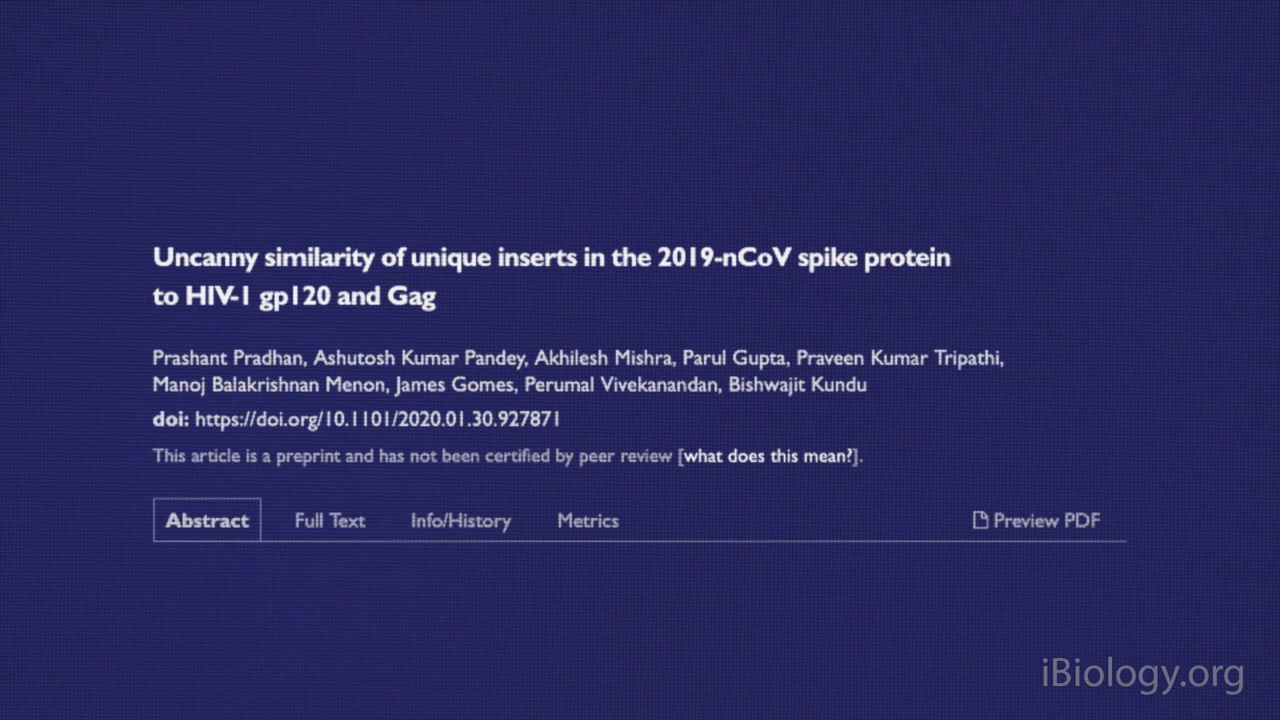 Uncanny similarity of unique inserts in the 2019-nCoV spike protein
to HIV-1 gp120 and Gag
Prashant Pradhan, Ashutosh Kumar Pandey, Akhilesh Mishra, Parul Gupta, Praveen Kumar Tripathi,
Manoj Balakrishnan Menon, James Gomes, Perumal Vivekanandan, Bishwajit Kundu
doi: https://doi.org/10.1101/2020.01.30.927871
This article is a preprint and has not been certified by peer review [what does this mean?].
Abstract Full Text Info/History Metrics Preview PDF
iBiology.org